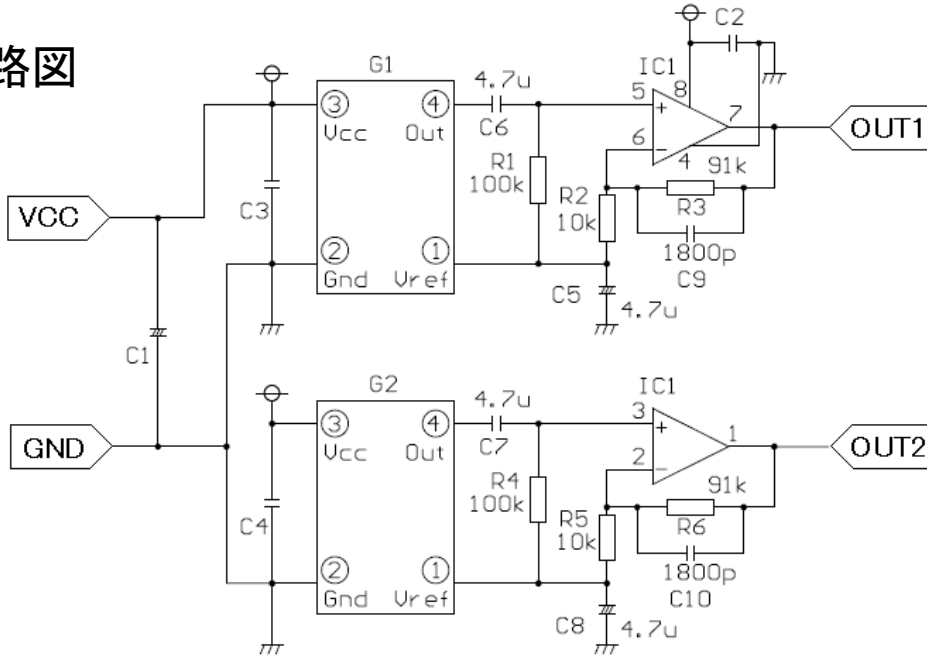 路図
VCC
GND
C1
C3
G1
③
Vcc
④
Out
②
Gnd
①
Vref
4.7u
C6
R1
100k
IC1
5
+
6
−
8
4
7
C2
R2
10k
91k
R3
1800p
C9
C5
4.7u
OUT1
C4
G2
③
Vcc
④
Out
②
Gnd
①
Vref
4.7u
C7
R4
100k
IC1
3
+
2
−
1
R5
10k
91k
R6
1800p
C10
C8
4.7u
OUT2